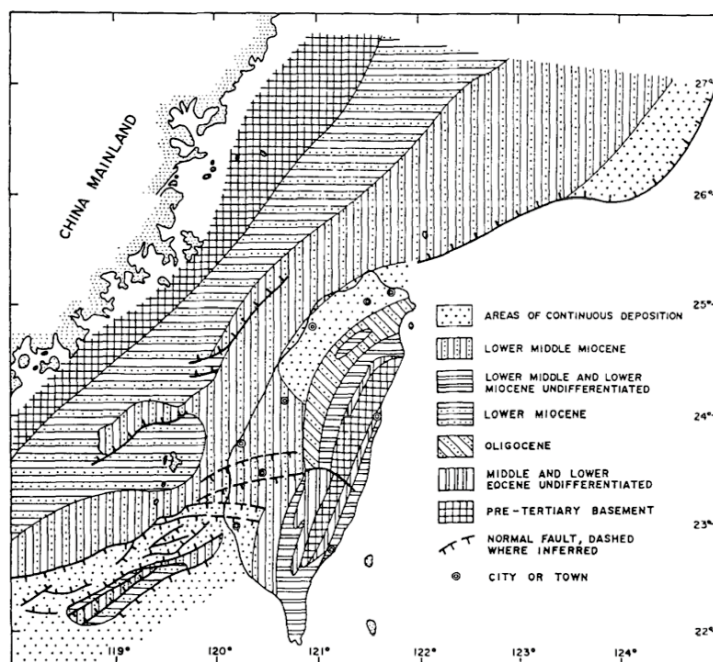 CHINA MAINLAND
27°
26°
25°
24°
23°
22°
119°
120°
121°
122°
123°
124°
AREAS OF CONTINUOUS DEPOSITION
LOWER MIDDLE MIOCENE
LOWER MIDDLE AND LOWER
MIOCENE UNDIFFERENTIATED
LOWER MIOCENE
OLIGOCENE
MIDDLE AND LOWER
EOCENE UNDIFFERENTIATED
PRE-TERTIARY BASEMENT
NORMAL FAULT, DASHED
WHERE INFERRED
CITY OR TOWN